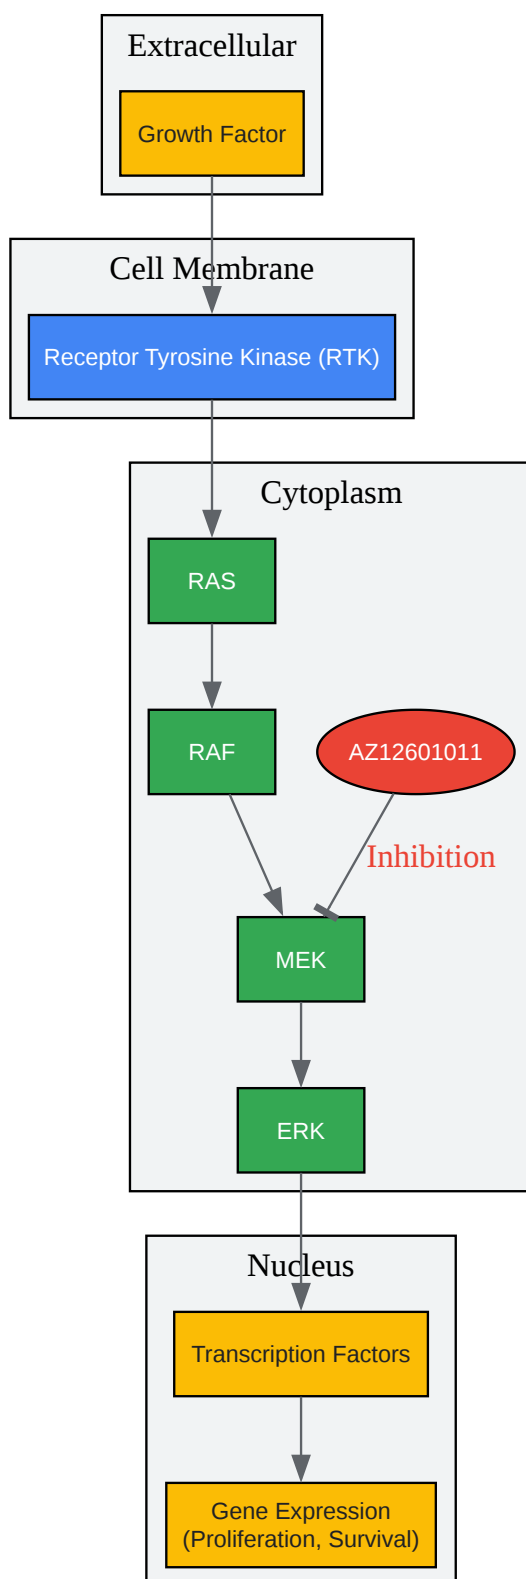 Extracellular
Growth Factor
Cell Membrane
Receptor Tyrosine Kinase (RTK)
Cytoplasm
RAS
RAF
AZ12601011
Inhibition
MEK
ERK
Nucleus
Transcription Factors
Gene Expression
(Proliferation, Survival)